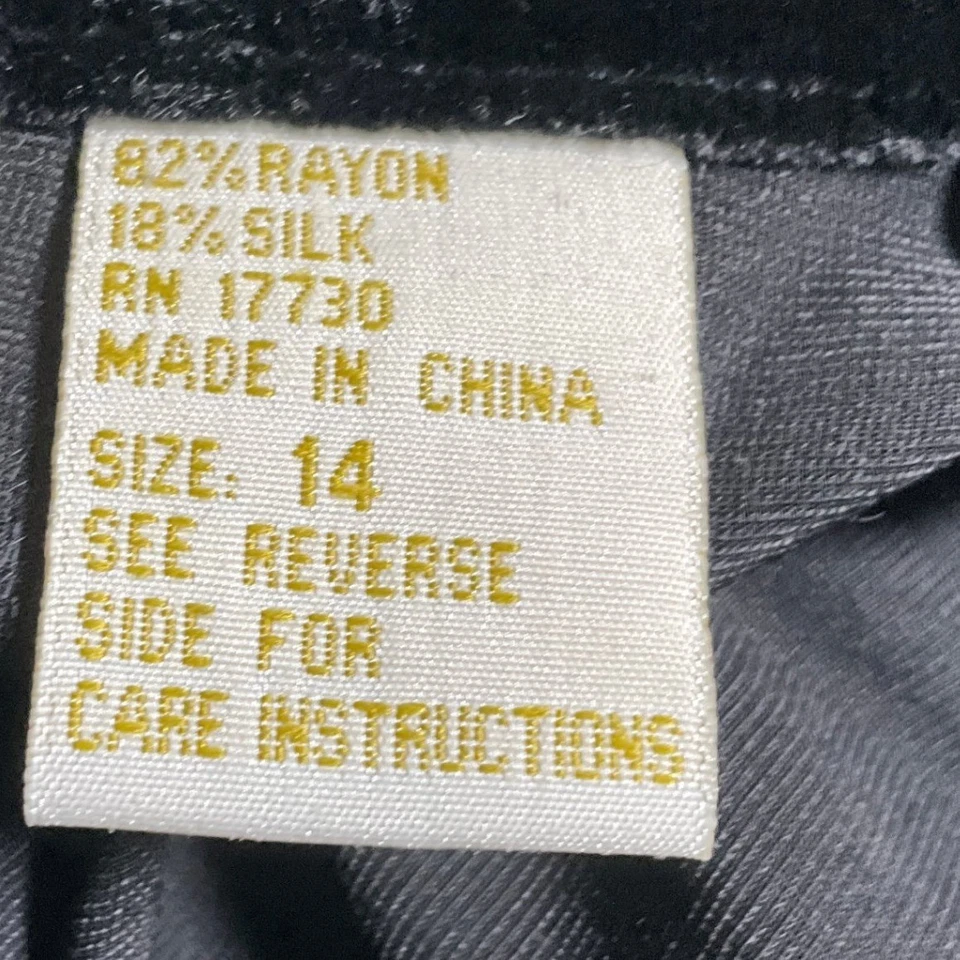 82% RAYON
18% SILK
RN 17730
MADE IN CHINA
SIZE: 14
SEE REVERSE
SIDE FOR
CARE INSTRUCTIONS